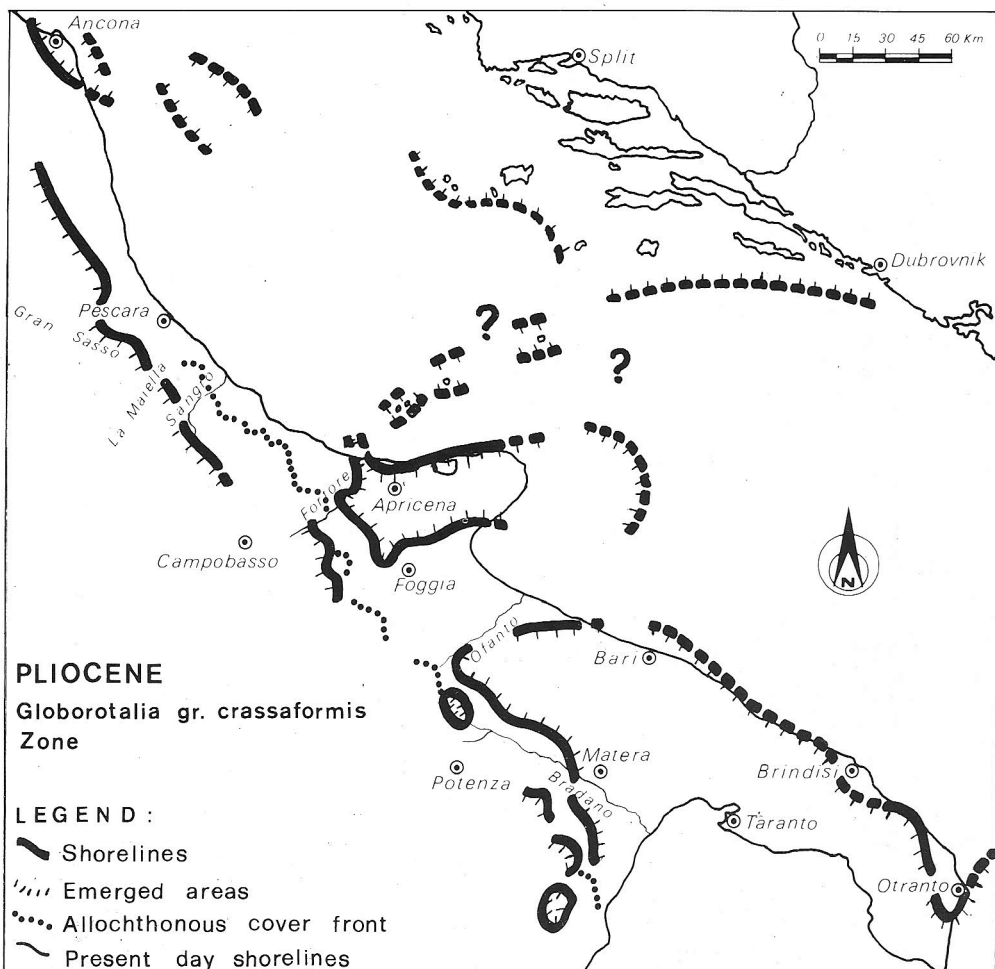 Ancona
Split
0 15 30 45 60 Km
Dubrovnik
?
?
Pescara
Gran Sasso
La Maiella
Sangro
Fortore
Apricena
Campobasso
Foggia
N
Ofanto
Bari
PLIOCENE
Globorotalia gr. crassaformis
Zone
Matera
Potenza
Bradano
Brindisi
Taranto
Otranto
LEGEND:
Shorelines
Emerged areas
Allochthonous cover front
Present day shorelines